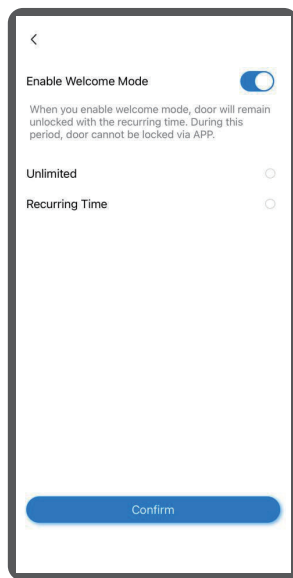 Enable Welcome Mode
When you enable welcome mode, door will remain
unlocked with the recurring time. During this
period, door cannot be locked via APP.
Unlimited
Recurring Time
Confirm